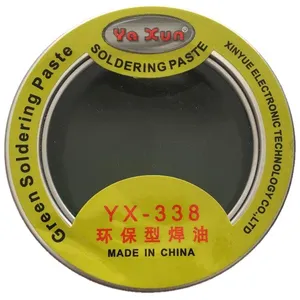 Ya Xun
SOLDERING PASTE
Green Soldering Paste
XINYUE ELECTRONIC TECHNOLOGY CO.,LTD
YX-338
环保型焊油
MADE IN CHINA